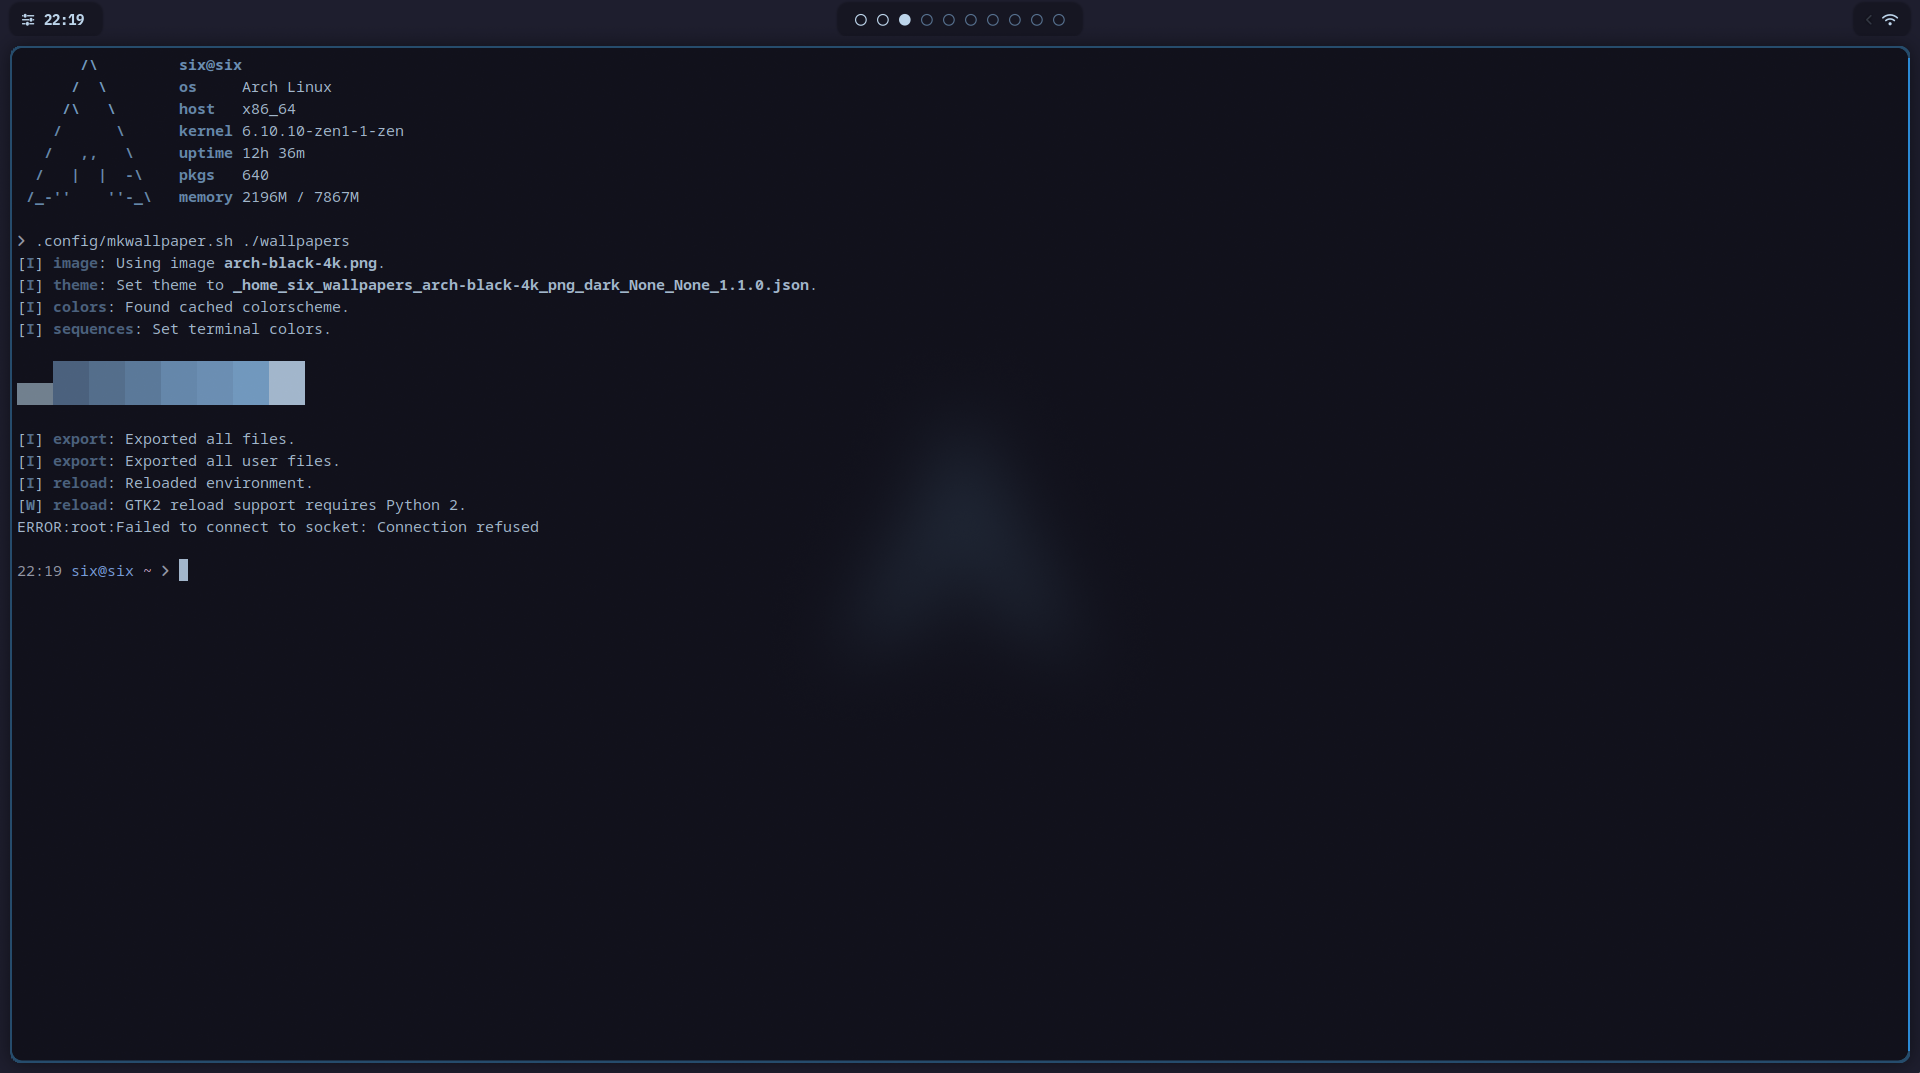 22:19
/\         six@six
/  \        os     Arch Linux
/\   \       host   x86_64
/      \      kernel 6.10.10-zen1-1-zen
/   ,,   \     uptime 12h 36m
/   |  |  -\    pkgs   640
/_-''    ''-_\   memory 2196M / 7867M
❯ .config/mkwallpaper.sh ./wallpapers
[I] image: Using image arch-black-4k.png.
[I] theme: Set theme to _home_six_wallpapers_arch-black-4k_png_dark_None_None_1.1.0.json.
[I] colors: Found cached colorscheme.
[I] sequences: Set terminal colors.
[I] export: Exported all files.
[I] export: Exported all user files.
[I] reload: Reloaded environment.
[W] reload: GTK2 reload support requires Python 2.
ERROR:root:Failed to connect to socket: Connection refused
22:19 six@six ~ ❯